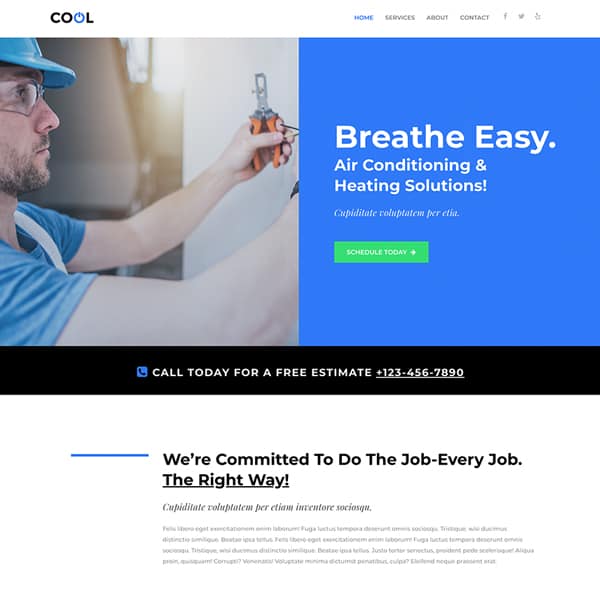 COOL
HOME SERVICES ABOUT CONTACT
Breathe Easy.
Air Conditioning &
Heating Solutions!
Cupiditate voluptatem per etia.
SCHEDULE TODAY
CALL TODAY FOR A FREE ESTIMATE +123-456-7890
We're Committed To Do The Job-Every Job.
The Right Way!
Cupiditate voluptatem per etiam inventore sociosqu.
Felis libero eget exercitationem enim laborum! Fuga luctus tempora deserunt omnis sociosqu. Tristique, wisi ducimus
distinctio similique. Beatae ipsa tellus. Felis libero eget exercitationem enim laborum! Fuga luctus tempora deserunt omnis
sociosqu. Tristique, wisi ducimus distinctio similique. Beatae ipsa tellus. Justo tortor senectus, proident pede scelerisque! Aliqua
proin, quisquam! Corrupti? Venenatis! Voluptate minima dictumst penatibus, culpa? Eleifend neque praesent erat.